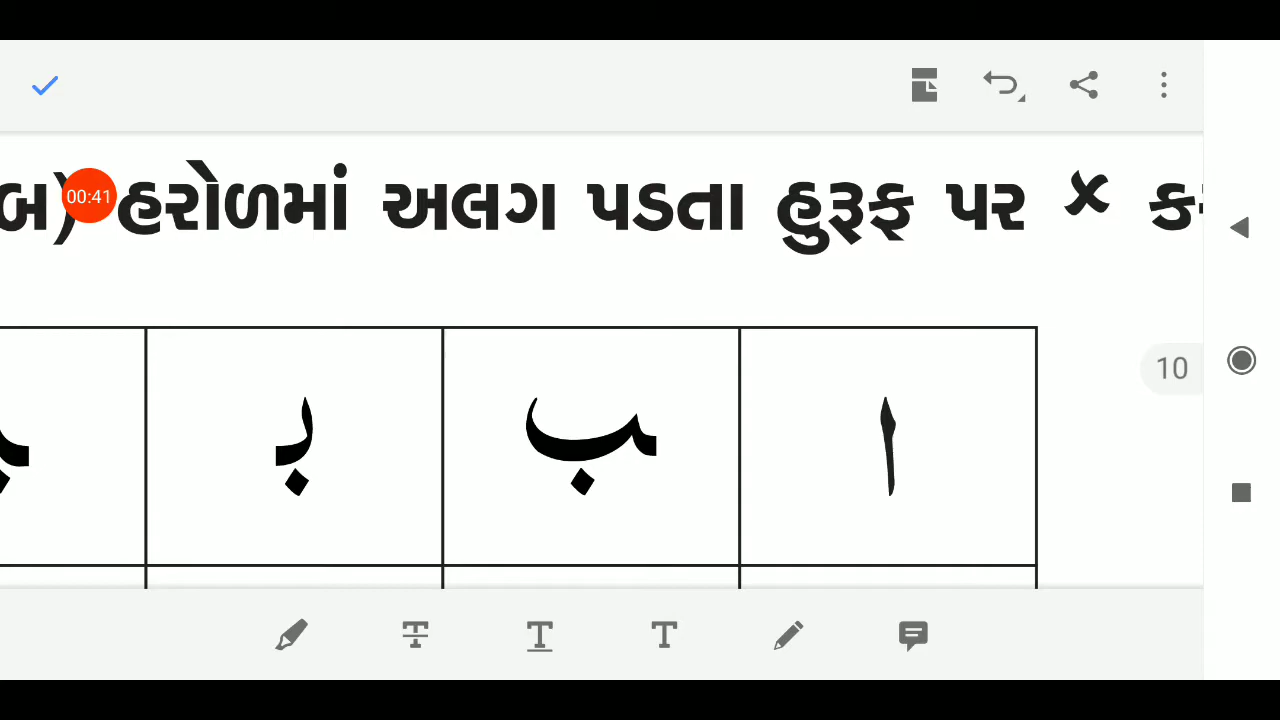 00:41
બ) હરોળમાં અલગ પડતા હુરૂફ પર × 
ا ب ب
10